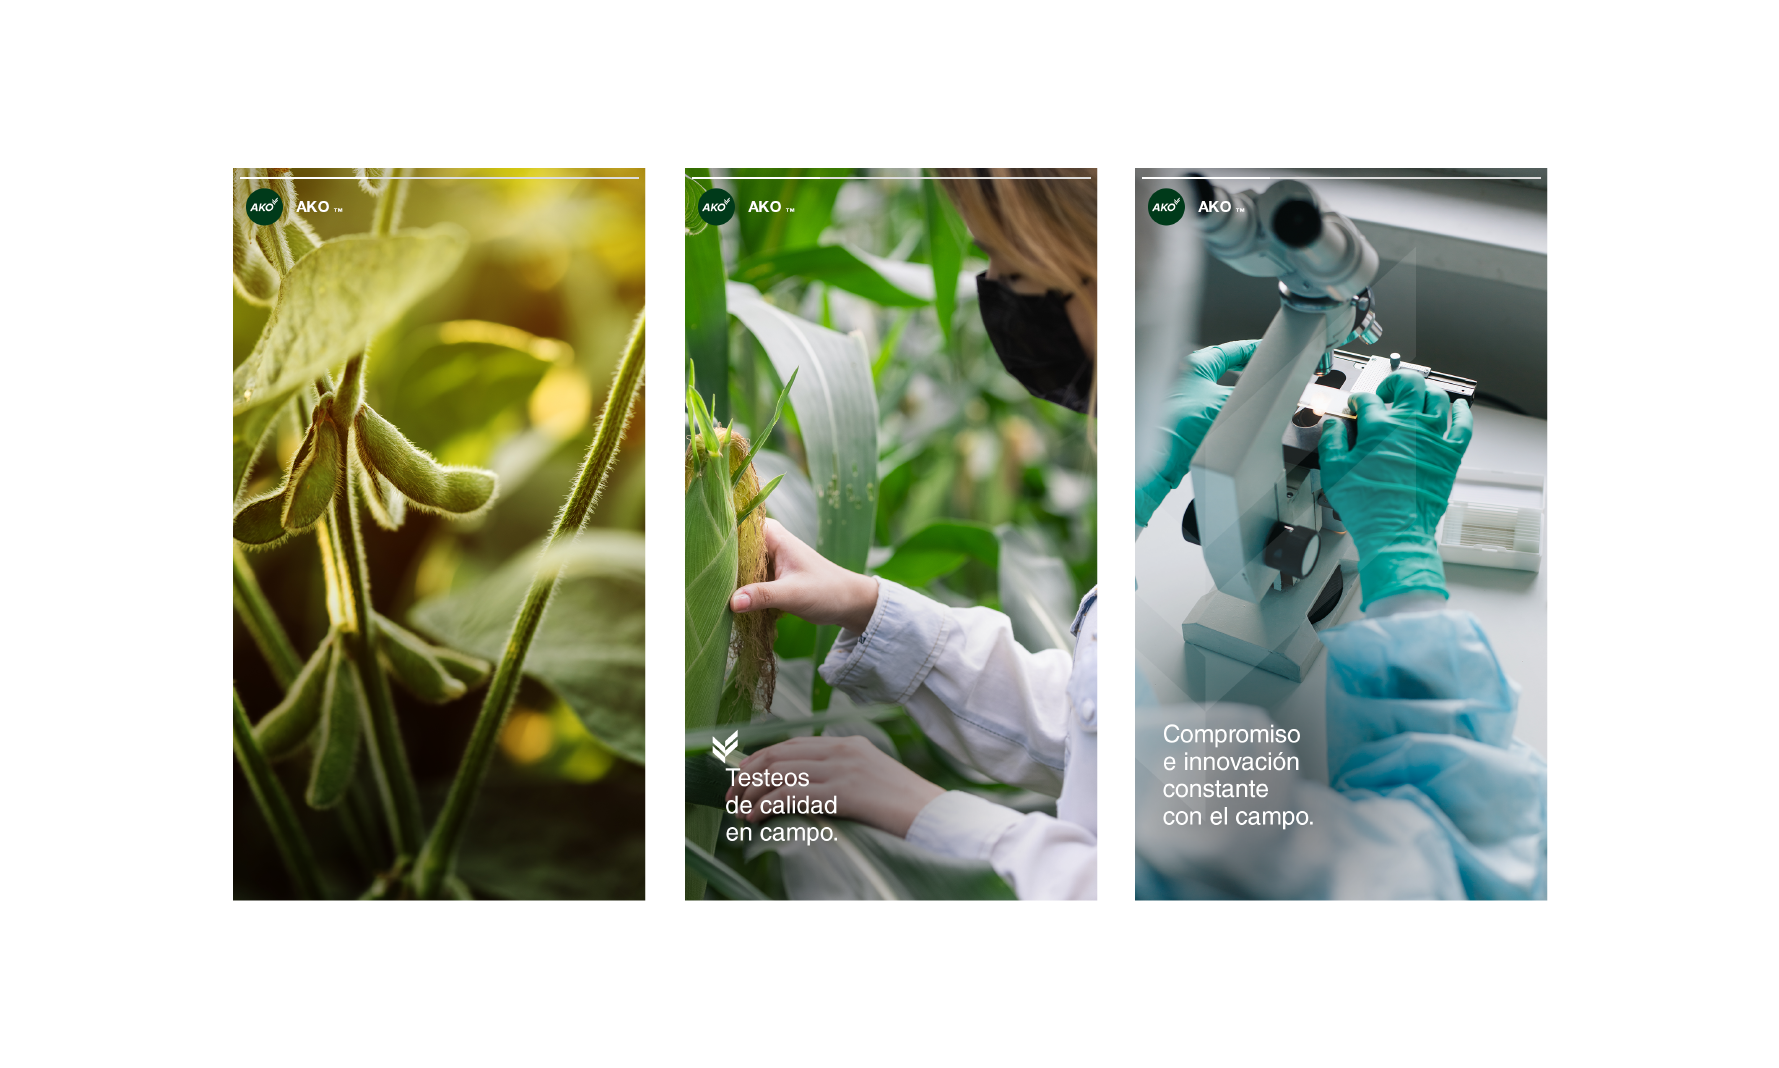 AKO AKO ™
AKO AKO ™
AKO AKO ™
Testeos
de calidad
en campo.
Compromiso
e innovación
constante
con el campo.